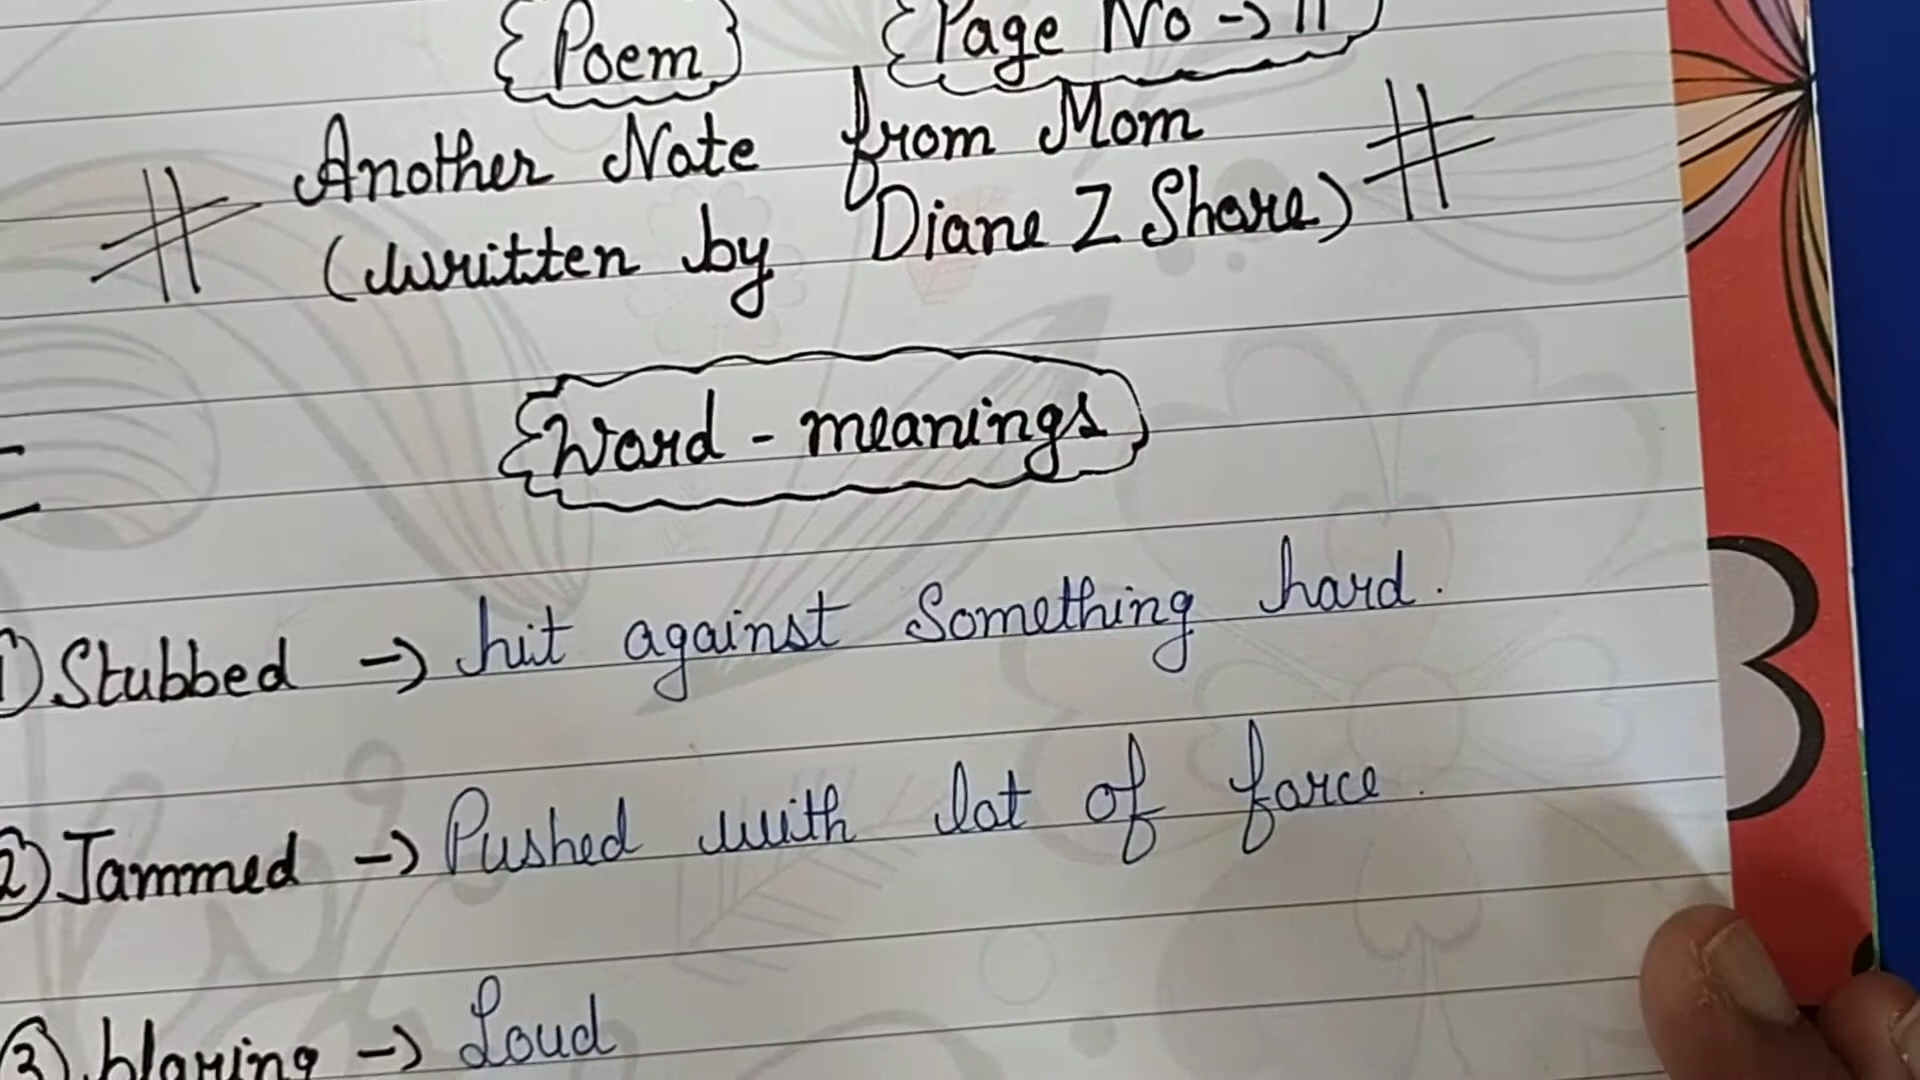 {Poem} {Page No → 11}
# Another Note from Mom #
(written by Diane Z Shore)
{Word - meanings}
① Stubbed → hit against Something hard.
② Jammed → Pushed with lot of force.
③ blaring → Loud